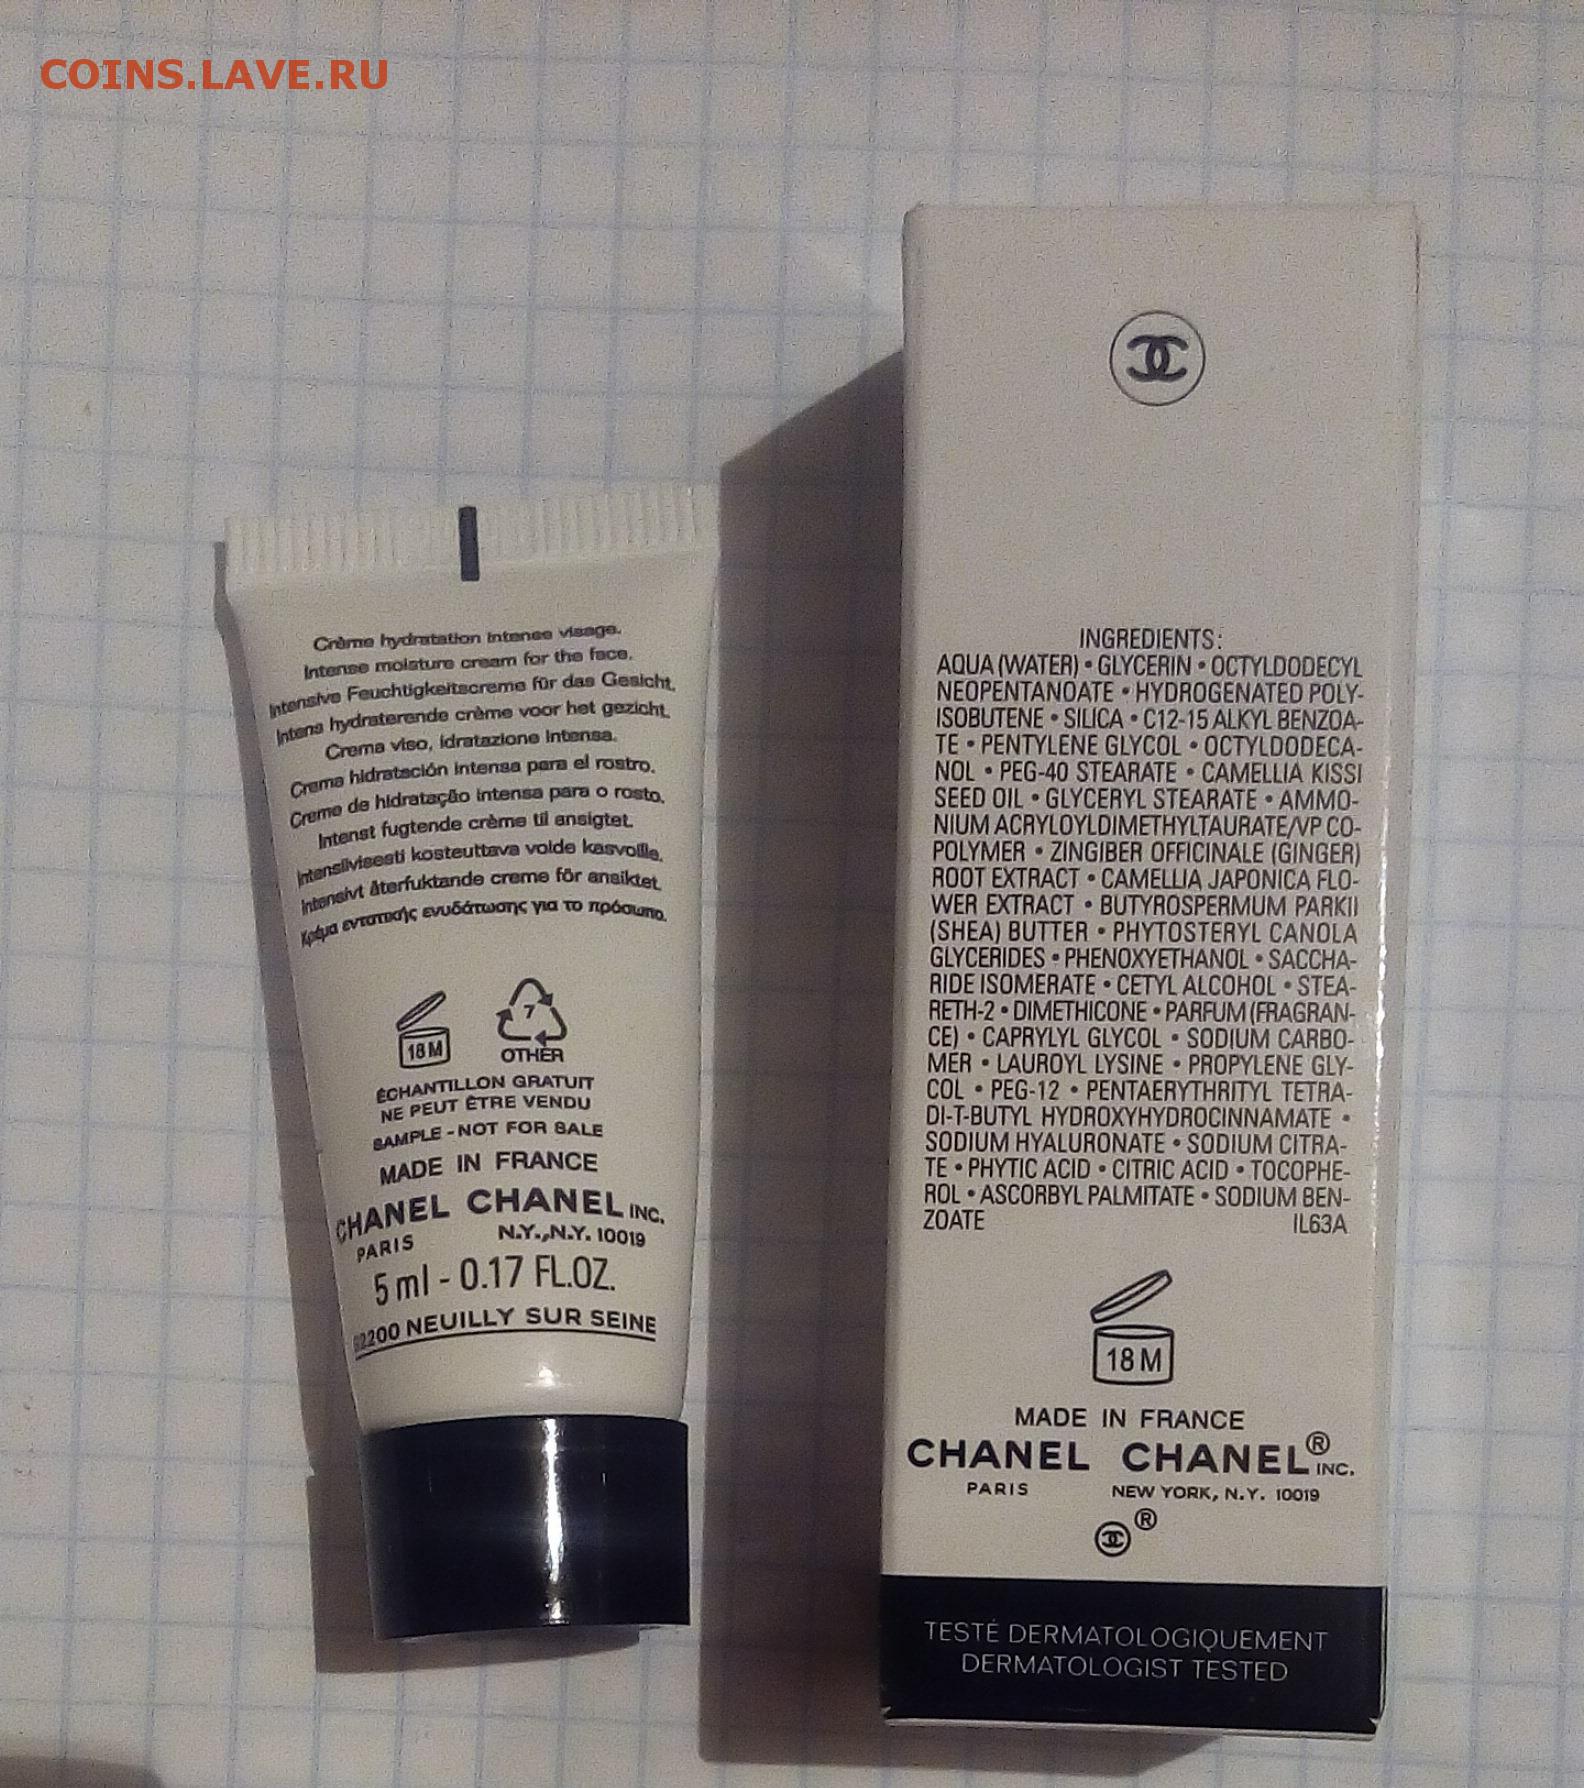 COINS.LAVE.RU
Crème hydratation intense visage.
Intense moisture cream for the face.
Intensive Feuchtigkeitscreme für das Gesicht.
Intens hydraterende crème voor het gezicht.
Crema viso, idratazione intensa.
Crema hidratación intensa para el rostro.
Creme de hidratação intensa para o rosto.
Intenst fugtende crème til ansigtet.
Intensiivisesti kosteuttava voide kasvoille.
Intensivt återfuktande creme för ansiktet.
Κρέμα εντατικής ενυδάτωσης για το πρόσωπο.
18 M
7
OTHER
ÉCHANTILLON GRATUIT
NE PEUT ÊTRE VENDU
SAMPLE - NOT FOR SALE
MADE IN FRANCE
CHANEL CHANEL INC.
PARIS N.Y.,N.Y. 10019
5 ml - 0.17 FL.OZ.
92200 NEUILLY SUR SEINE
INGREDIENTS:
AQUA (WATER) • GLYCERIN • OCTYLDODECYL
NEOPENTANOATE • HYDROGENATED POLY-
ISOBUTENE • SILICA • C12-15 ALKYL BENZOA-
TE • PENTYLENE GLYCOL • OCTYLDODECA-
NOL • PEG-40 STEARATE • CAMELLIA KISSI
SEED OIL • GLYCERYL STEARATE • AMMO-
NIUM ACRYLOYLDIMETHYLTAURATE/VP CO-
POLYMER • ZINGIBER OFFICINALE (GINGER)
ROOT EXTRACT • CAMELLIA JAPONICA FLO-
WER EXTRACT • BUTYROSPERMUM PARKII
(SHEA) BUTTER • PHYTOSTERYL CANOLA
GLYCERIDES • PHENOXYETHANOL • SACCHA-
RIDE ISOMERATE • CETYL ALCOHOL • STEA-
RETH-2 • DIMETHICONE • PARFUM (FRAGRAN-
CE) • CAPRYLYL GLYCOL • SODIUM CARBO-
MER • LAUROYL LYSINE • PROPYLENE GLY-
COL • PEG-12 • PENTAERYTHRITYL TETRA-
DI-T-BUTYL HYDROXYHYDROCINNAMATE •
SODIUM HYALURONATE • SODIUM CITRA-
TE • PHYTIC ACID • CITRIC ACID • TOCOPHE-
ROL • ASCORBYL PALMITATE • SODIUM BEN-
ZOATE IL63A
18 M
MADE IN FRANCE
CHANEL CHANEL® INC.
PARIS NEW YORK, N.Y. 10019
®
TESTÉ DERMATOLOGIQUEMENT
DERMATOLOGIST TESTED